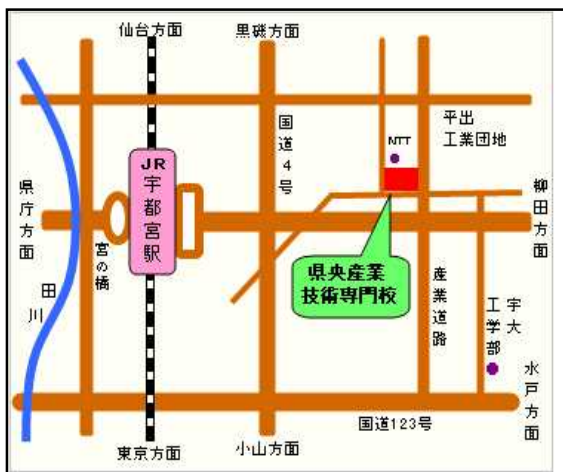 仙台方面
黒磯方面
国道4号
NTT
平出
工業団地
JR
宇都宮駅
県庁方面
宮の橋
柳田方面
県央産業
技術専門校
田川
産業道路
宇大
工学部
水戸方面
国道123号
東京方面
小山方面